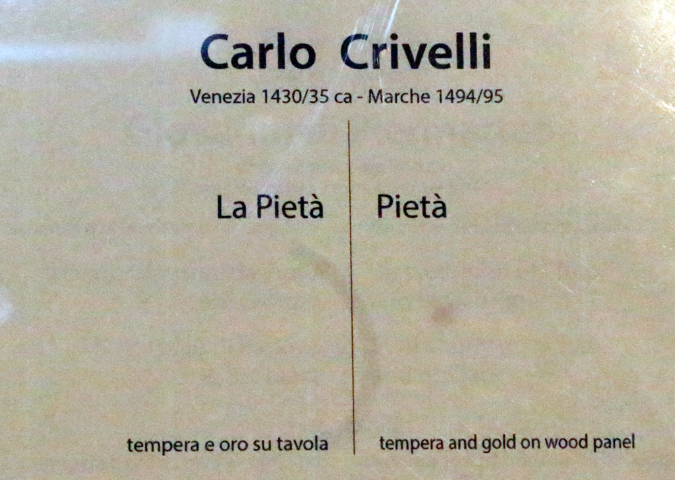 Carlo Crivelli
Venezia 1430/35 ca - Marche 1494/95
La Pietà
Pietà
tempera e oro su tavola
tempera and gold on wood panel